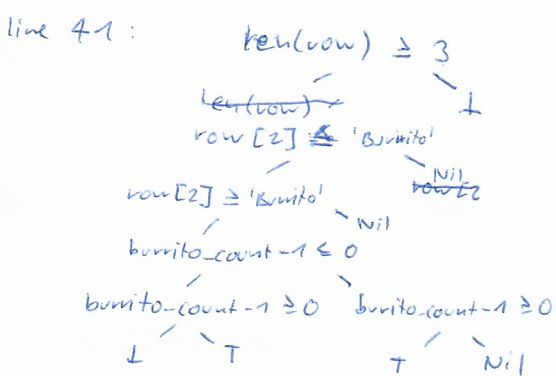 line 41:
len(row) ≥ 3
len(row)
⊥
row[2] ≤ 'Burrito'
Nil
row[2
row[2] ≥ 'Burrito'
Nil
burrito_count-1 ≤ 0
burrito_count-1 ≥ 0 burrito_count-1 ≥ 0
⊥ T T Nil